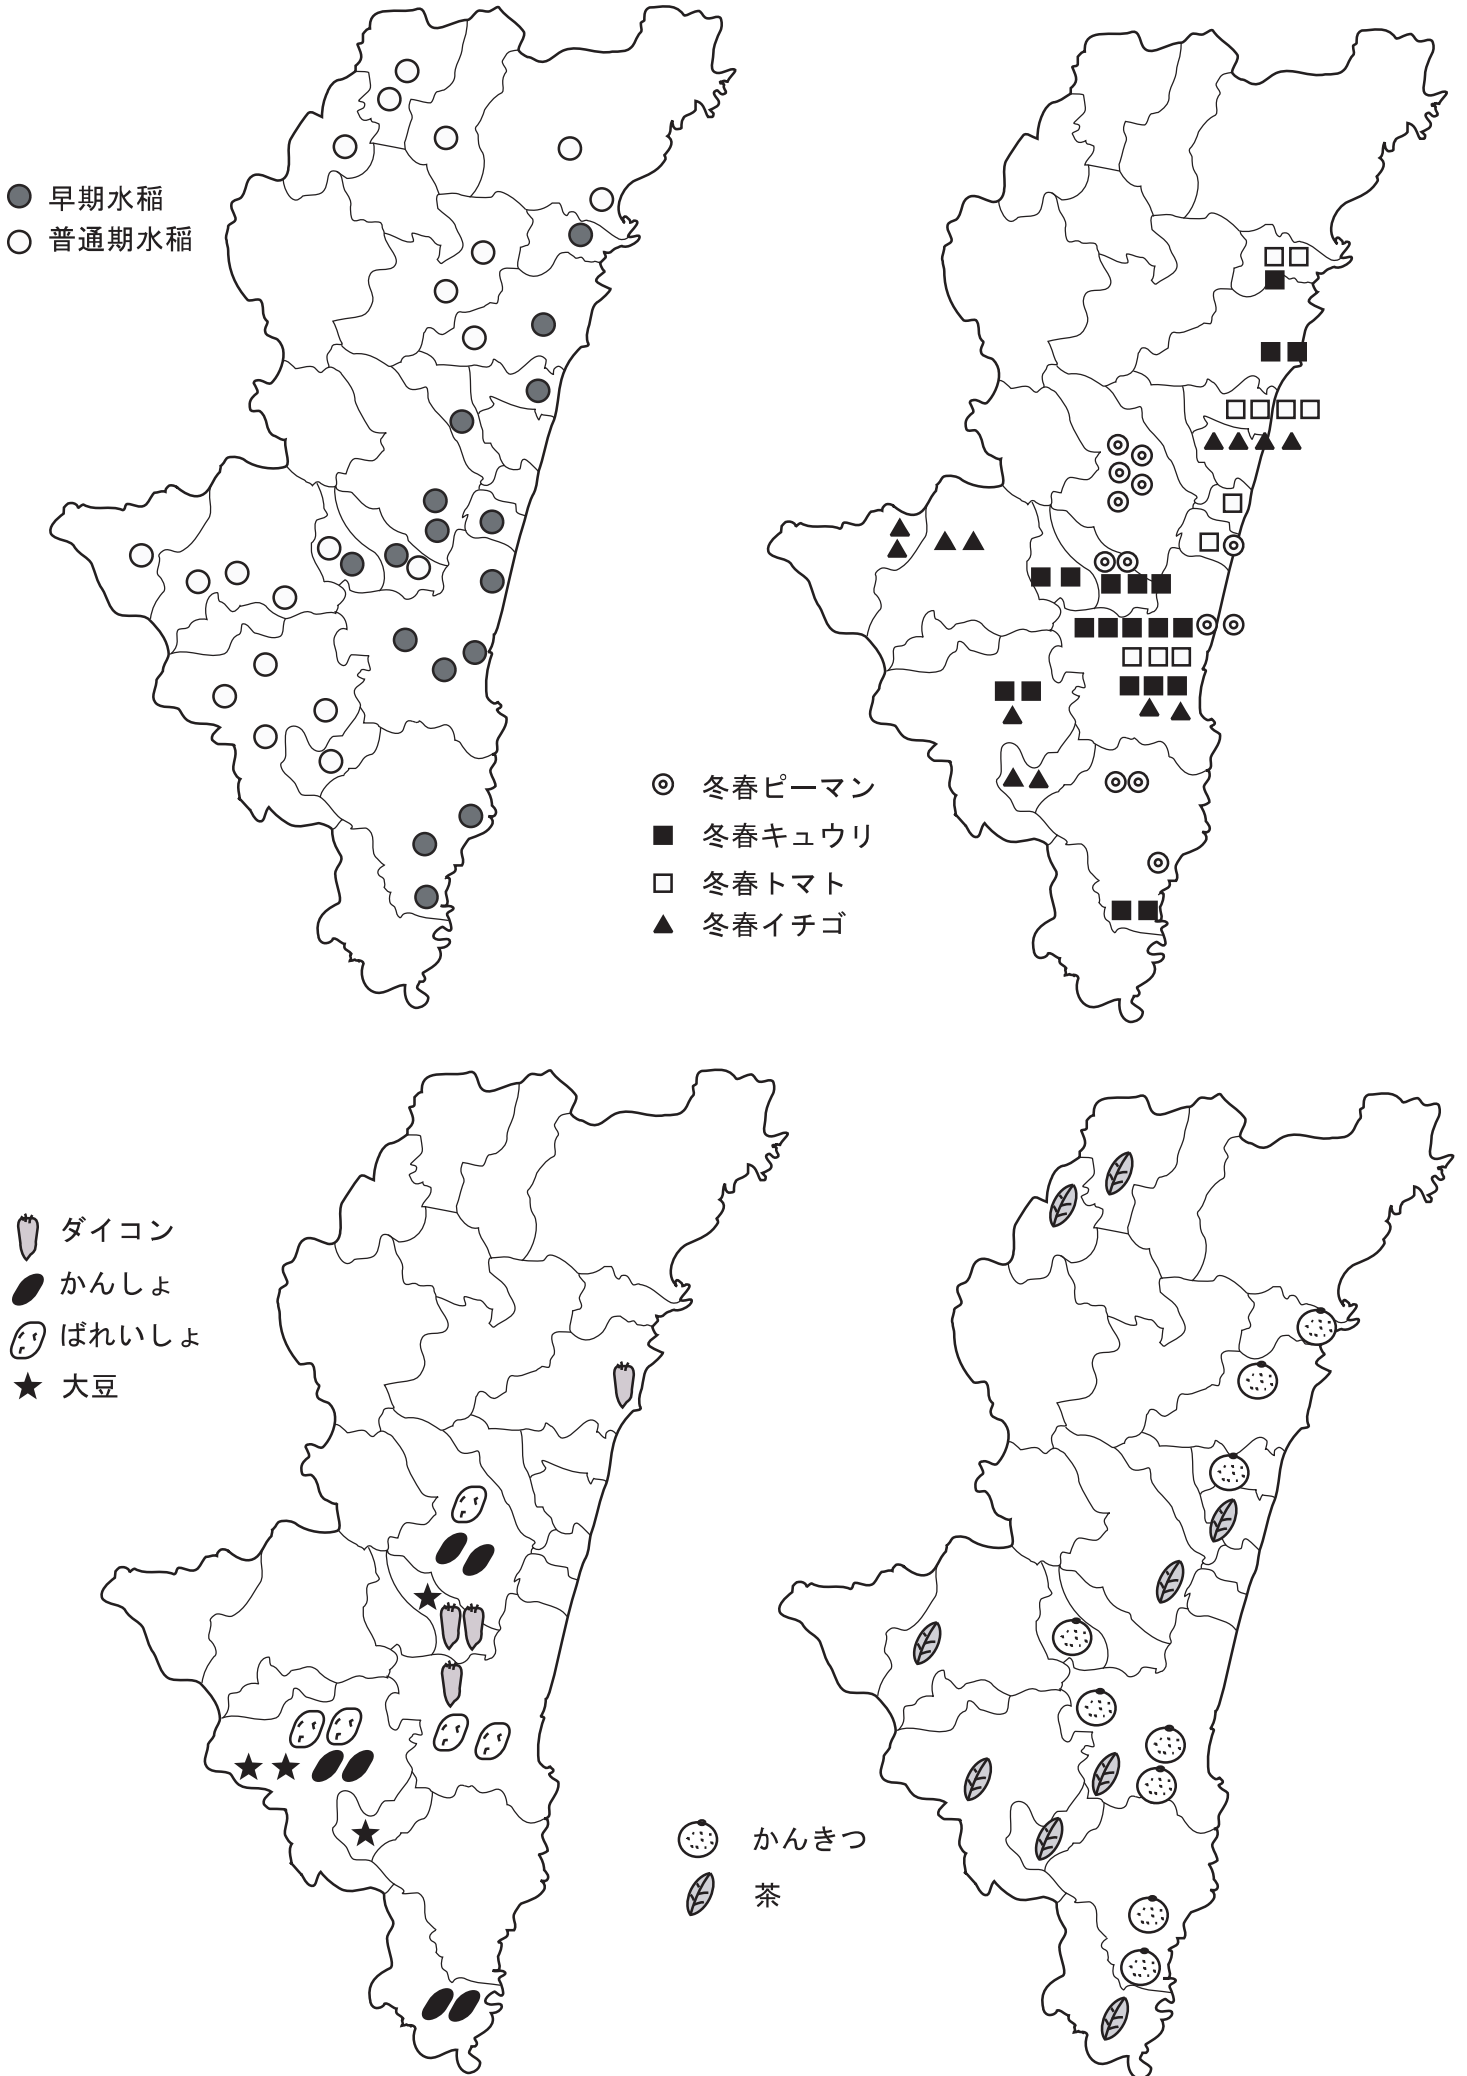 早期水稲
普通期水稲
冬春ピーマン
冬春キュウリ
冬春トマト
冬春イチゴ
ダイコン
かんしょ
ばれいしょ
大豆
かんきつ
茶